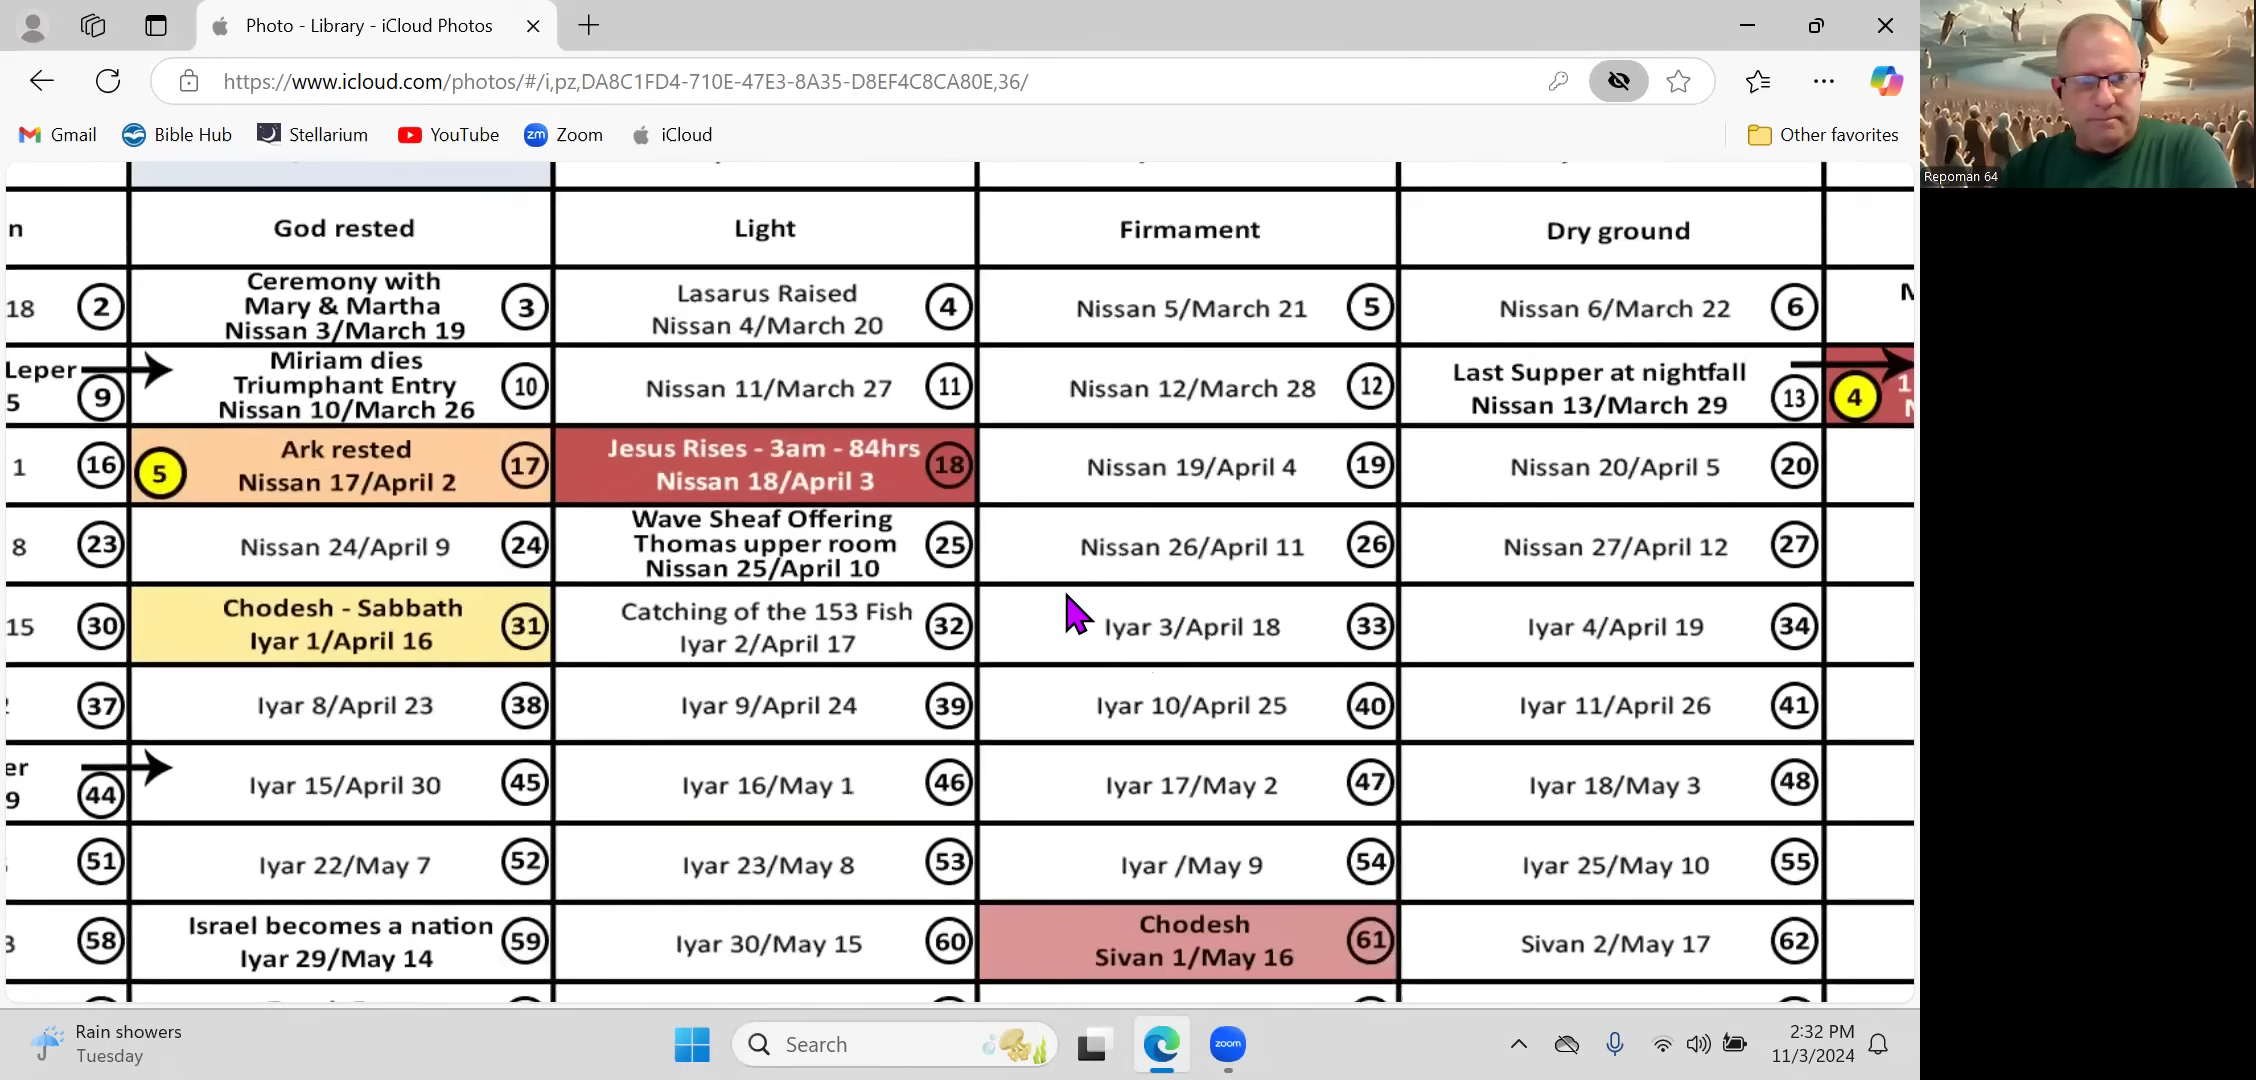 Photo - Library - iCloud Photos
https://www.icloud.com/photos/#/i,pz,DA8C1FD4-710E-47E3-8A35-D8EF4C8CA80E,36/
Gmail Bible Hub Stellarium YouTube zm Zoom iCloud Other favorites
Repoman 64
n God rested Light Firmament Dry ground
18 2
Ceremony with
Mary & Martha
Nissan 3/March 19 3
Lasarus Raised
Nissan 4/March 20 4
Nissan 5/March 21 5
Nissan 6/March 22 6
Leper
5 9
Miriam dies
Triumphant Entry
Nissan 10/March 26 10
Nissan 11/March 27 11
Nissan 12/March 28 12
Last Supper at nightfall
Nissan 13/March 29 13
4 1
1 16
5 Ark rested
Nissan 17/April 2 17
Jesus Rises - 3am - 84hrs
Nissan 18/April 3 18
Nissan 19/April 4 19
Nissan 20/April 5 20
8 23
Nissan 24/April 9 24
Wave Sheaf Offering
Thomas upper room
Nissan 25/April 10 25
Nissan 26/April 11 26
Nissan 27/April 12 27
15 30
Chodesh - Sabbath
Iyar 1/April 16 31
Catching of the 153 Fish
Iyar 2/April 17 32
Iyar 3/April 18 33
Iyar 4/April 19 34
37
Iyar 8/April 23 38
Iyar 9/April 24 39
Iyar 10/April 25 40
Iyar 11/April 26 41
er
9 44
Iyar 15/April 30 45
Iyar 16/May 1 46
Iyar 17/May 2 47
Iyar 18/May 3 48
51
Iyar 22/May 7 52
Iyar 23/May 8 53
Iyar /May 9 54
Iyar 25/May 10 55
58
Israel becomes a nation
Iyar 29/May 14 59
Iyar 30/May 15 60
Chodesh
Sivan 1/May 16 61
Sivan 2/May 17 62
Rain showers
Tuesday
Search
zoom
2:32 PM
11/3/2024